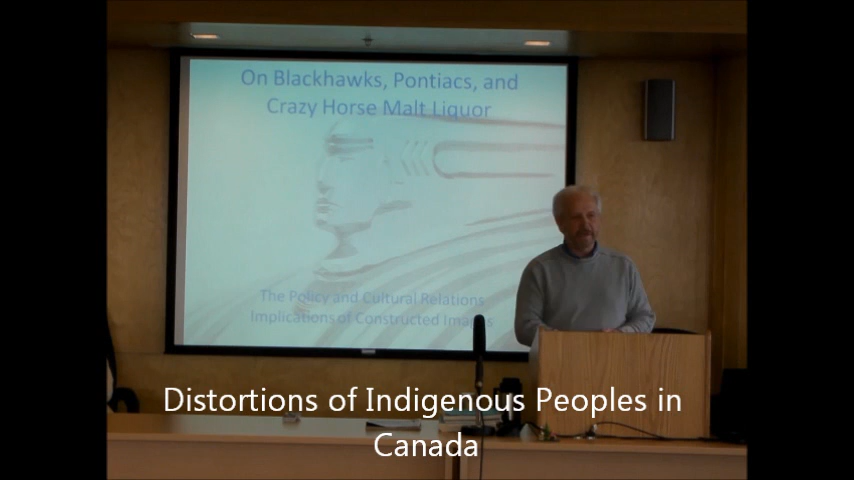 On Blackhawks, Pontiacs, and
Crazy Horse Malt Liquor
The Policy and Cultural Relations
Implications of Constructed Images
Distortions of Indigenous Peoples in
Canada